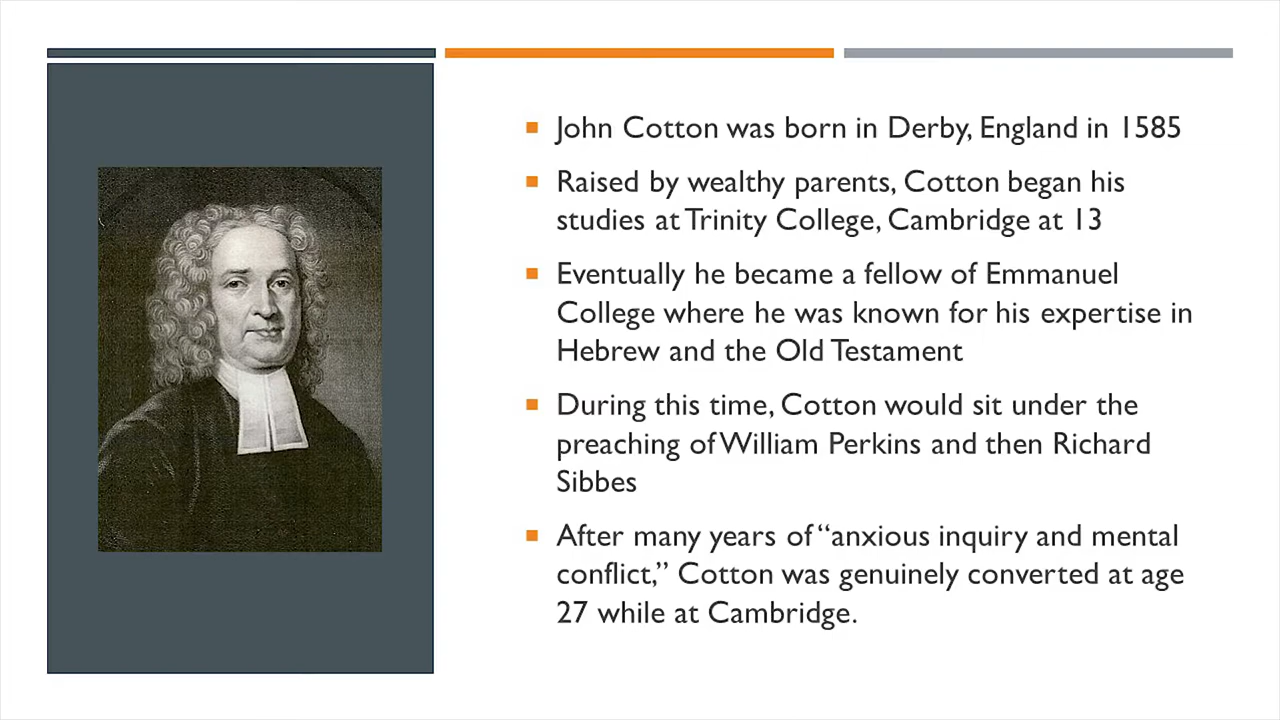 John Cotton was born in Derby, England in 1585
Raised by wealthy parents, Cotton began his
studies at Trinity College, Cambridge at 13
Eventually he became a fellow of Emmanuel
College where he was known for his expertise in
Hebrew and the Old Testament
During this time, Cotton would sit under the
preaching of William Perkins and then Richard
Sibbes
After many years of “anxious inquiry and mental
conflict,” Cotton was genuinely converted at age
27 while at Cambridge.